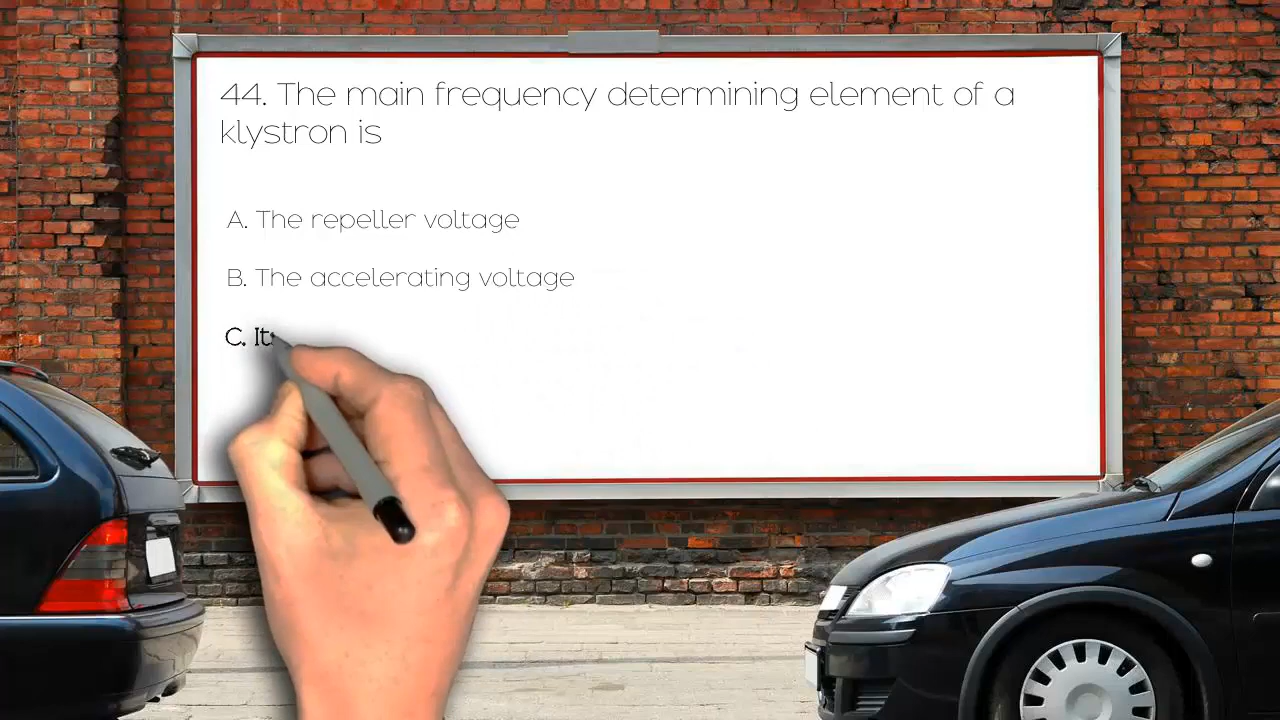 44. The main frequency determining element of a
klystron is
A. The repeller voltage
B. The accelerating voltage
C. It